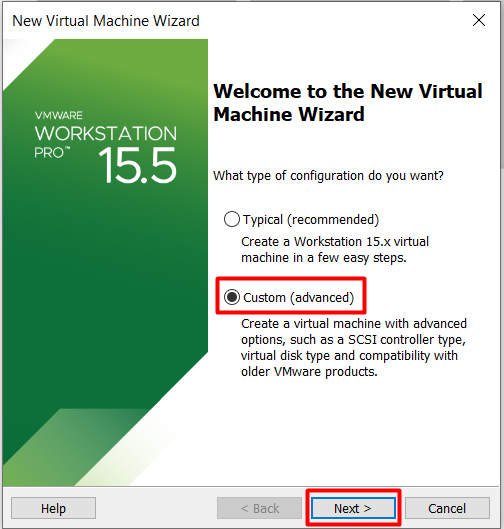 New Virtual Machine Wizard
VMWARE
WORKSTATION
PRO™
15.5
Welcome to the New Virtual
Machine Wizard
What type of configuration do you want?
Typical (recommended)
Create a Workstation 15.x virtual
machine in a few easy steps.
Custom (advanced)
Create a virtual machine with advanced
options, such as a SCSI controller type,
virtual disk type and compatibility with
older VMware products.
Help
< Back
Next >
Cancel